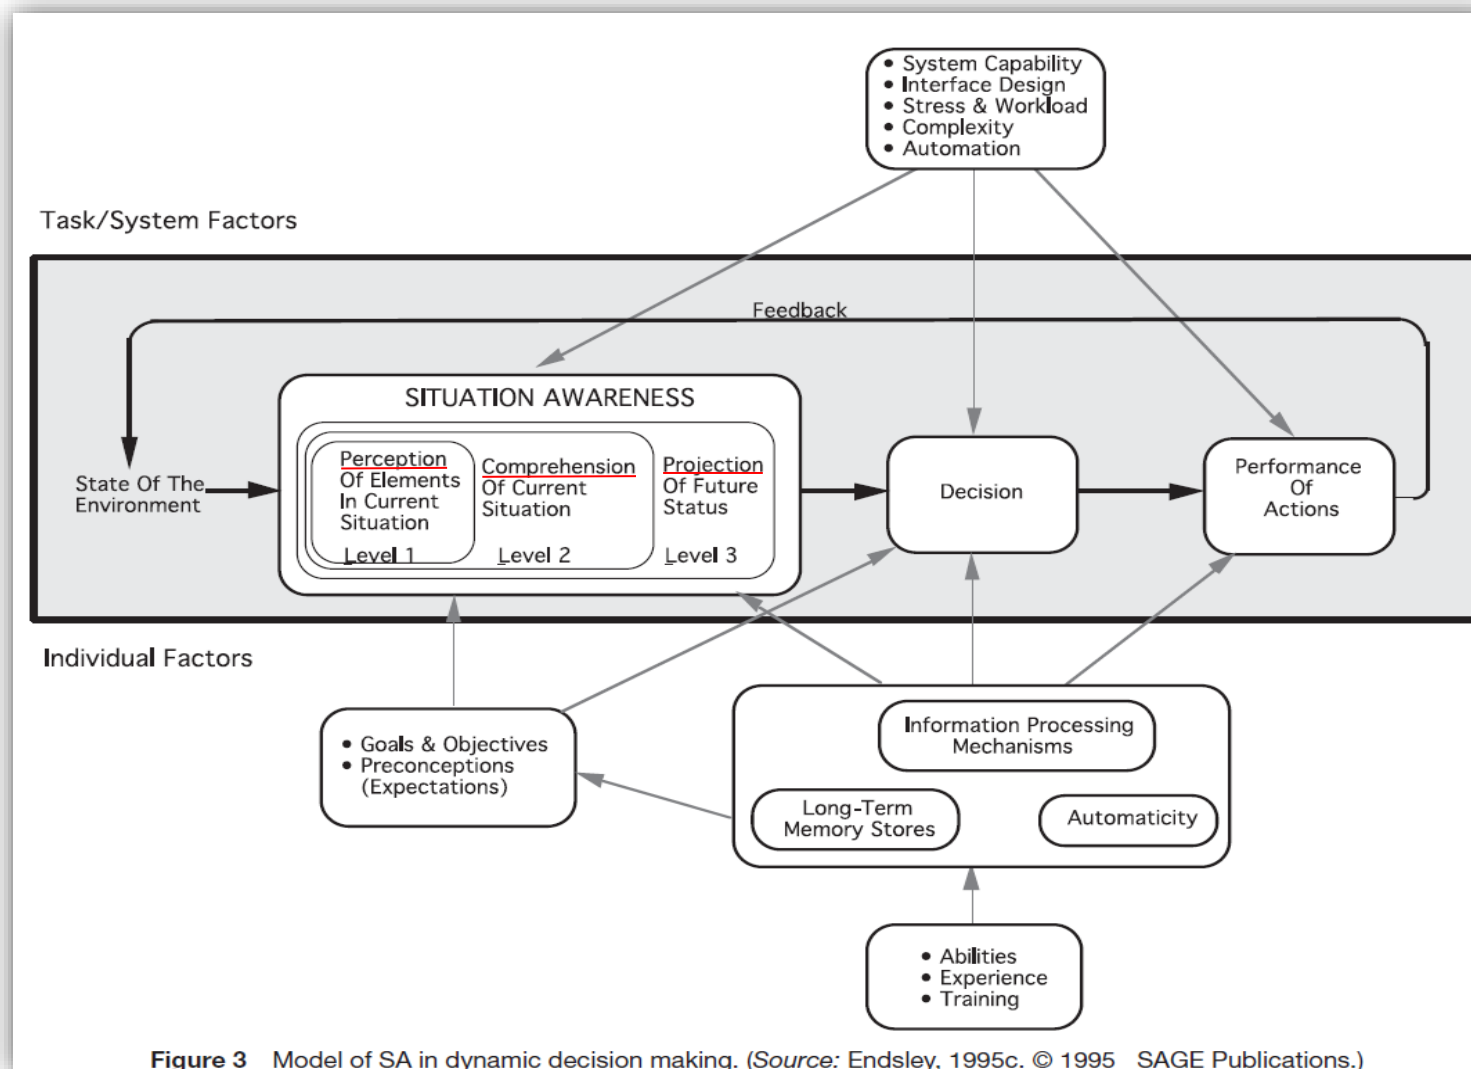 • System Capability
• Interface Design
• Stress & Workload
• Complexity
• Automation
Task/System Factors
Feedback
SITUATION AWARENESS
State Of The
Environment
Perception
Of Elements
In Current
Situation
Level 1
Comprehension
Of Current
Situation
Level 2
Projection
Of Future
Status
Level 3
Decision
Performance
Of
Actions
Individual Factors
• Goals & Objectives
• Preconceptions
(Expectations)
Information Processing
Mechanisms
Long-Term
Memory Stores
Automaticity
• Abilities
• Experience
• Training
Figure 3 Model of SA in dynamic decision making. (Source: Endsley, 1995c. © 1995 SAGE Publications.)